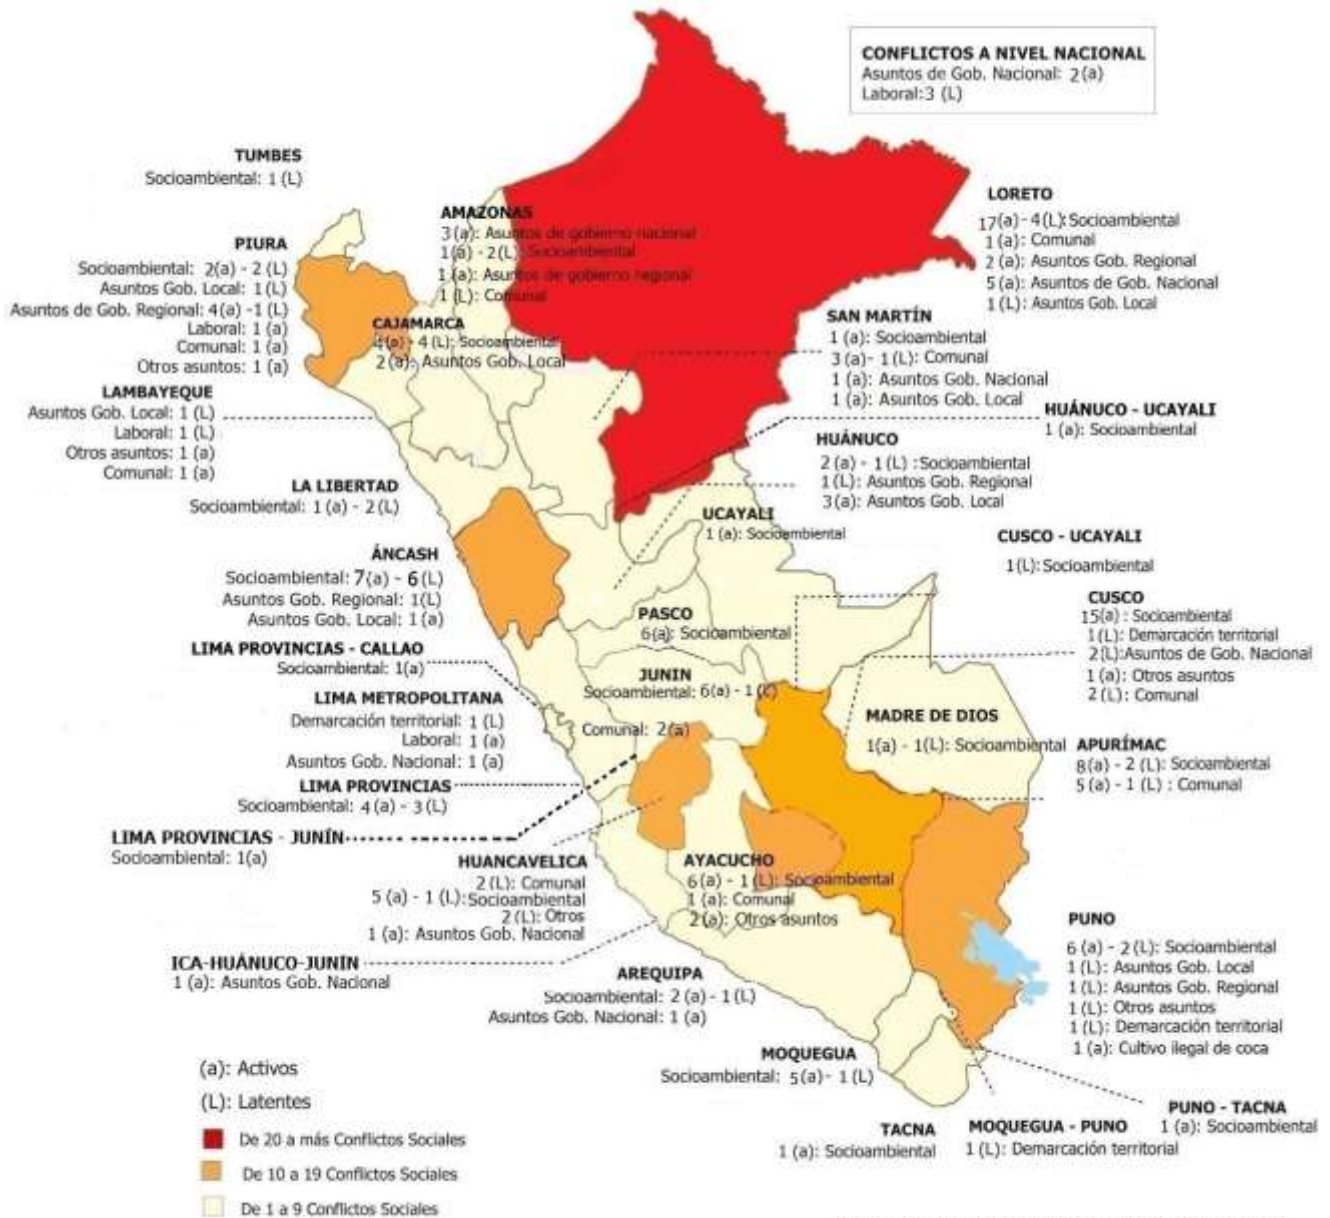 CONFLICTOS A NIVEL NACIONAL
Asuntos de Gob. Nacional: 2(a)
Laboral:3 (L)
TUMBES
Socioambiental: 1 (L)
PIURA
Socioambiental: 2(a) - 2 (L)
Asuntos Gob. Local: 1 (L)
Asuntos de Gob. Regional: 4(a) -1 (L)
Laboral: 1 (a)
Comunal: 1 (a)
Otros asuntos: 1 (a)
AMAZONAS
3(a): Asuntos de gobierno nacional
1(a) - 2(L): Socioambiental
1(a): Asuntos de gobierno regional
1 (L): Comunal
CAJAMARCA
4(a) - 4(L): Socioambiental
2(a): Asuntos Gob. Local
LORETO
17(a) - 4(L):Socioambiental
1(a): Comunal
2(a): Asuntos Gob. Regional
5(a): Asuntos de Gob. Nacional
1(L): Asuntos Gob. Local
SAN MARTÍN
1 (a): Socioambiental
3(a)- 1(L): Comunal
1 (a): Asuntos Gob. Nacional
1 (a): Asuntos Gob. Local
LAMBAYEQUE
Asuntos Gob. Local: 1 (L)
Laboral: 1 (L)
Otros asuntos: 1 (a)
Comunal: 1 (a)
HUÁNUCO - UCAYALI
1 (a): Socioambiental
HUÁNUCO
2(a) - 1(L) :Socioambiental
1(L): Asuntos Gob. Regional
3(a): Asuntos Gob. Local
LA LIBERTAD
Socioambiental: 1(a) - 2(L)
UCAYALI
1(a): Socioambiental
CUSCO - UCAYALI
1(L):Socioambiental
ÁNCASH
Socioambiental: 7(a) - 6(L)
Asuntos Gob. Regional: 1(L)
Asuntos Gob. Local: 1(a)
CUSCO
15(a) : Socioambiental
1(L): Demarcación territorial
2(L):Asuntos de Gob. Nacional
1(a): Otros asuntos
2(L): Comunal
PASCO
6(a): Socioambiental
LIMA PROVINCIAS - CALLAO
Socioambiental: 1(a)
JUNIN
Socioambiental: 6(a) - 1(L)
Comunal: 2(a)
LIMA METROPOLITANA
Demarcación territorial: 1 (L)
Laboral: 1 (a)
Asuntos Gob. Nacional: 1 (a)
MADRE DE DIOS
1(a) - 1(L): Socioambiental
APURÍMAC
8(a) - 2 (L): Socioambiental
5(a) - 1(L) : Comunal
LIMA PROVINCIAS
Socioambiental: 4(a) - 3(L)
LIMA PROVINCIAS - JUNÍN
Socioambiental: 1(a)
HUANCAVELICA
2(L): Comunal
5(a) - 1(L):Socioambiental
2(L): Otros
1(a): Asuntos Gob. Nacional
AYACUCHO
6(a) - 1(L): Socioambiental
1(a): Comunal
2(a): Otros asuntos
PUNO
6(a) - 2(L): Socioambiental
1(L): Asuntos Gob. Local
1(L): Asuntos Gob. Regional
1(L): Otros asuntos
1(L): Demarcación territorial
1(a): Cultivo ilegal de coca
ICA-HUÁNUCO-JUNÍN
1(a): Asuntos Gob. Nacional
AREQUIPA
Socioambiental: 2(a) - 1(L)
Asuntos Gob. Nacional: 1(a)
MOQUEGUA
Socioambiental: 5(a)- 1(L)
PUNO - TACNA
1(a): Socioambiental
TACNA
1(a): Socioambiental
MOQUEGUA - PUNO
1(L): Demarcación territorial
(a): Activos
(L): Latentes
De 20 a más Conflictos Sociales
De 10 a 19 Conflictos Sociales
De 1 a 9 Conflictos Sociales